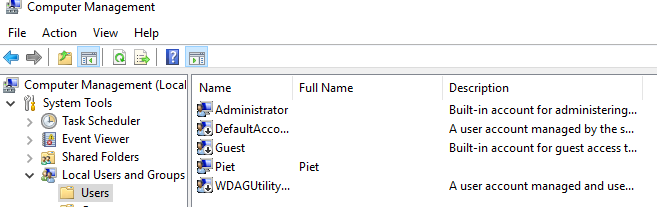 Computer Management
File Action View Help
Computer Management (Local
System Tools
Task Scheduler
Event Viewer
Shared Folders
Local Users and Groups
Users
Name Full Name Description
Administrator Built-in account for administering...
DefaultAcco... A user account managed by the s...
Guest Built-in account for guest access t...
Piet Piet
WDAGUtility... A user account managed and use...